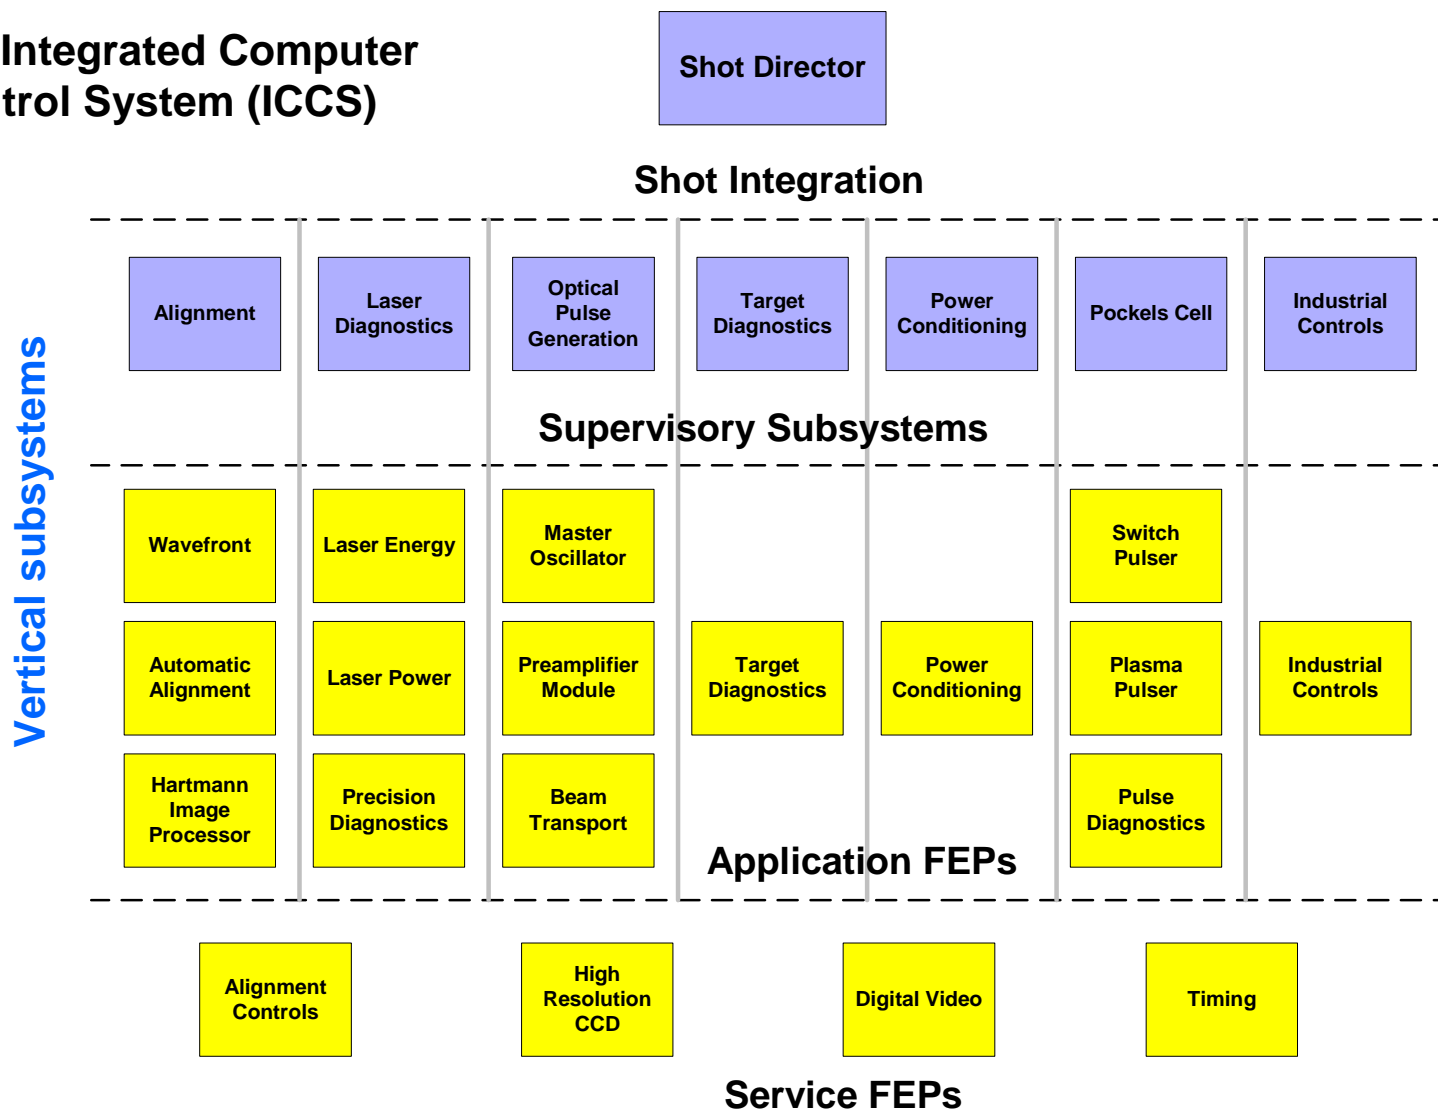 Integrated Computer
trol System (ICCS)
Shot Director
Shot Integration
Vertical subsystems
Alignment
Laser
Diagnostics
Optical
Pulse
Generation
Target
Diagnostics
Power
Conditioning
Pockels Cell
Industrial
Controls
Supervisory Subsystems
Wavefront
Laser Energy
Master
Oscillator
Switch
Pulser
Automatic
Alignment
Laser Power
Preamplifier
Module
Target
Diagnostics
Power
Conditioning
Plasma
Pulser
Industrial
Controls
Hartmann
Image
Processor
Precision
Diagnostics
Beam
Transport
Pulse
Diagnostics
Application FEPs
Alignment
Controls
High
Resolution
CCD
Digital Video
Timing
Service FEPs